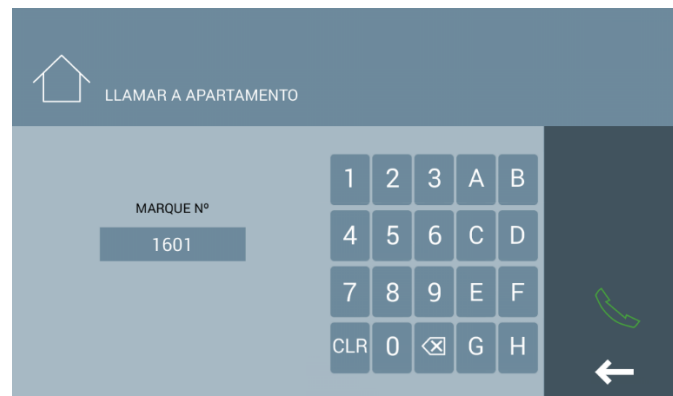 LLAMAR A APARTAMENTO
MARQUE Nº
1601
1 2 3 A B
4 5 6 C D
7 8 9 E F
CLR 0 G H